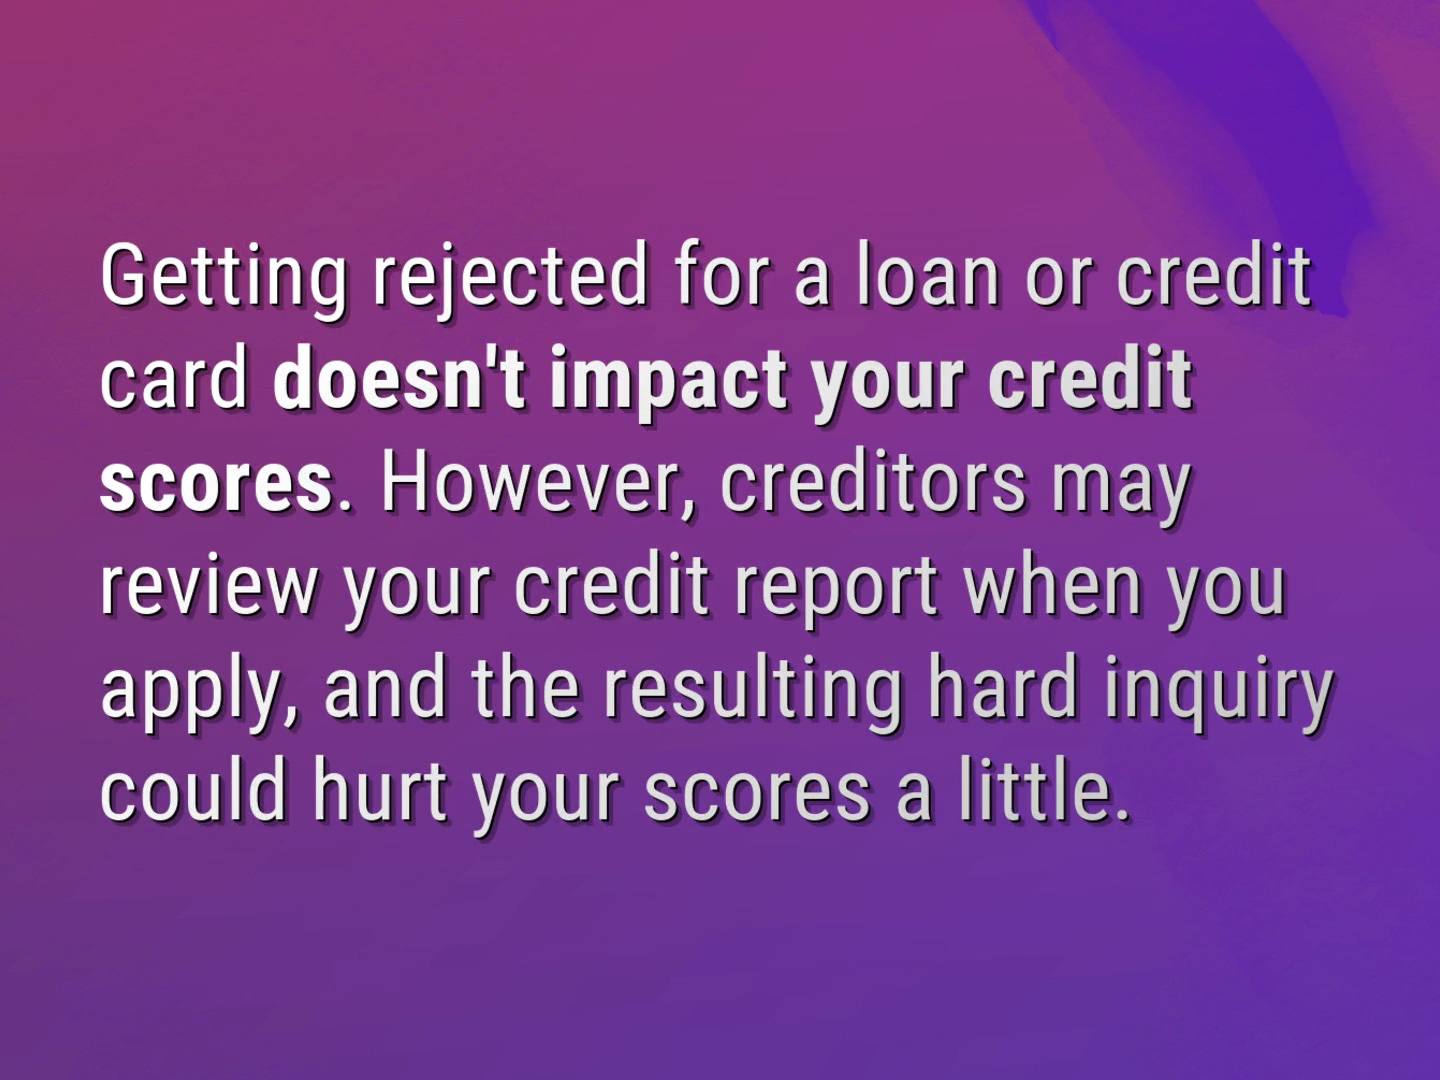 Getting rejected for a loan or credit
card doesn't impact your credit
scores. However, creditors may
review your credit report when you
apply, and the resulting hard inquiry
could hurt your scores a little.